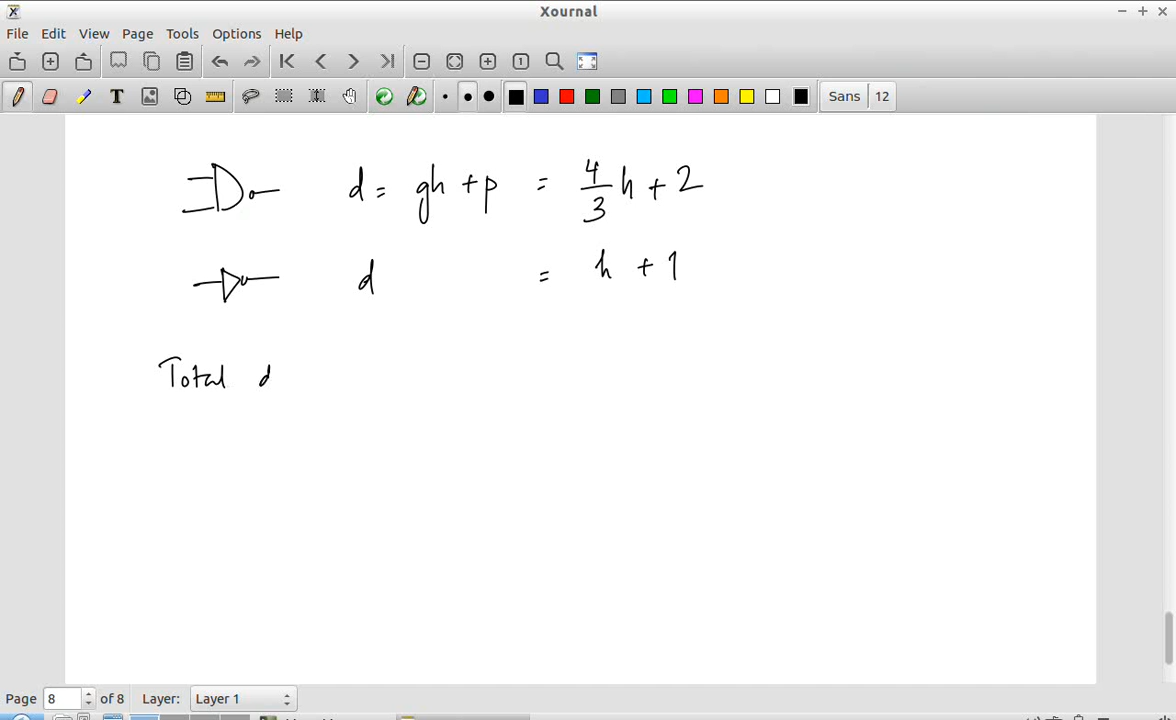 Xournal
File Edit View Page Tools Options Help
Sans 12
d = gh + p = 4/3 h + 2
d = h + 1
Total d
Page 8 of 8 Layer: Layer 1